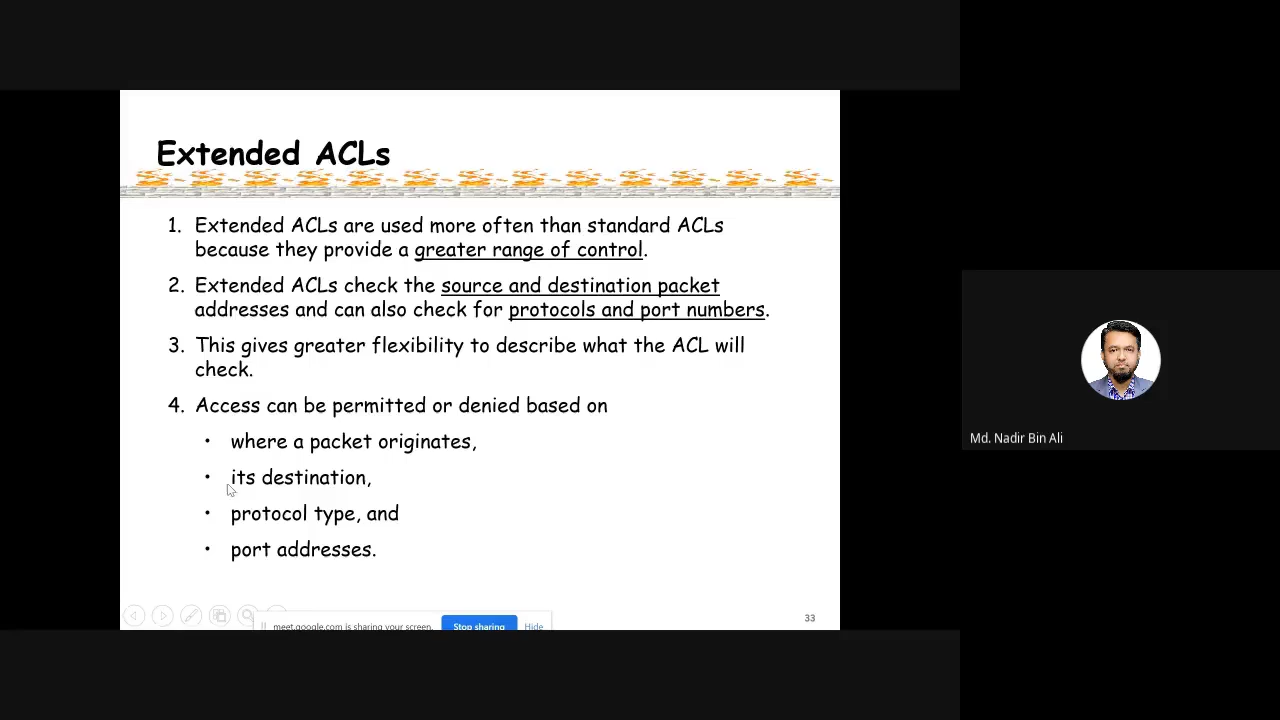 Extended ACLs
1. Extended ACLs are used more often than standard ACLs
because they provide a greater range of control.
2. Extended ACLs check the source and destination packet
addresses and can also check for protocols and port numbers.
3. This gives greater flexibility to describe what the ACL will
check.
4. Access can be permitted or denied based on
• where a packet originates,
• its destination,
• protocol type, and
• port addresses.
33
meet.google.com is sharing your screen.
Stop sharing
Hide
Md. Nadir Bin Ali